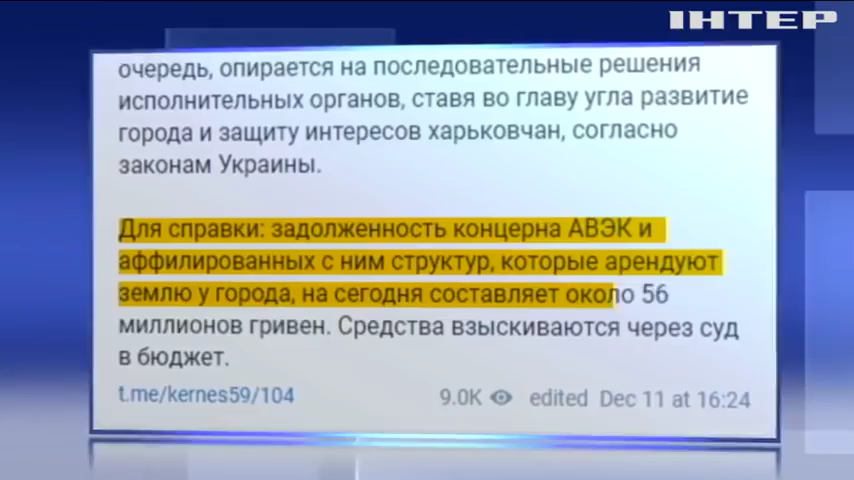 ІНТЕР
очередь, опирается на последовательные решения
исполнительных органов, ставя во главу угла развитие
города и защиту интересов харьковчан, согласно
законам Украины.
Для справки: задолженность концерна АВЭК и
аффилированных с ним структур, которые арендуют
землю у города, на сегодня составляет около 56
миллионов гривен. Средства взыскиваются через суд
в бюджет.
t.me/kernes59/104 9.0K edited Dec 11 at 16:24